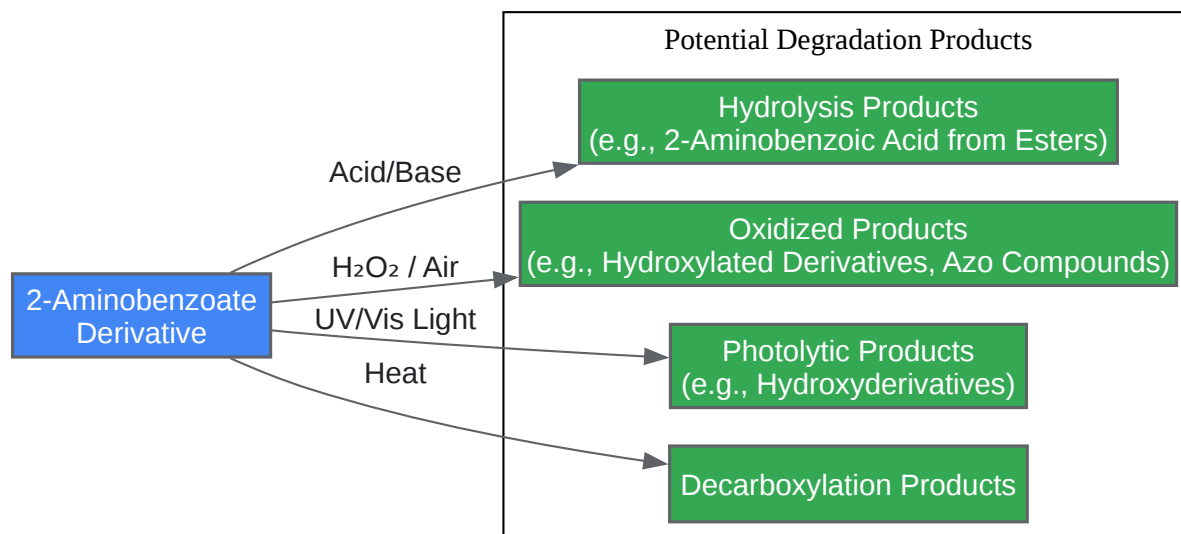 Potential Degradation Products
Hydrolysis Products
(e.g., 2-Aminobenzoic Acid from Esters)
Acid/Base
Oxidized Products
(e.g., Hydroxylated Derivatives, Azo Compounds)
H₂O₂ / Air
2-Aminobenzoate
Derivative
UV/Vis Light
Photolytic Products
(e.g., Hydroxyderivatives)
Heat
Decarboxylation Products